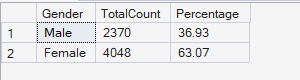 Gender TotalCount Percentage
1 Male 2370 36.93
2 Female 4048 63.07